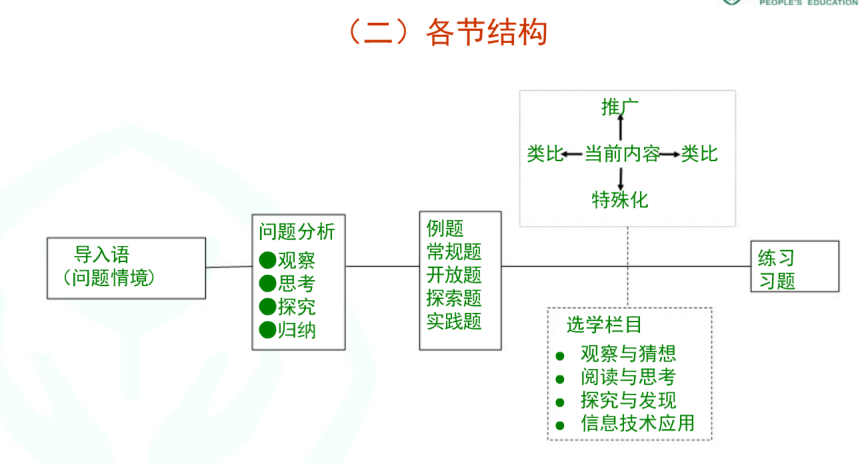 PEOPLE'S EDUCATION
（二）各节结构
推广
类比 当前内容 类比
特殊化
导入语
（问题情境）
问题分析
●观察
●思考
●探究
●归纳
例题
常规题
开放题
探索题
实践题
练习
习题
选学栏目
● 观察与猜想
● 阅读与思考
● 探究与发现
● 信息技术应用